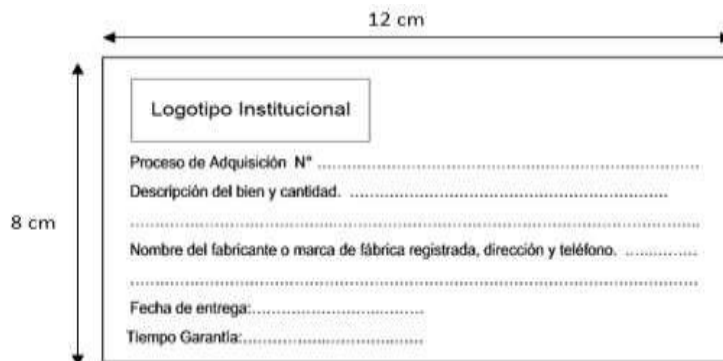 12 cm
Logotipo Institucional
Proceso de Adquisición N° ............................................................................
Descripción del bien y cantidad. ................................................................
..................................................................................................................
8 cm
Nombre del fabricante o marca de fábrica registrada, dirección y teléfono. ...............
..................................................................................................................
Fecha de entrega:...................................
Tiempo Garantía:.....................................